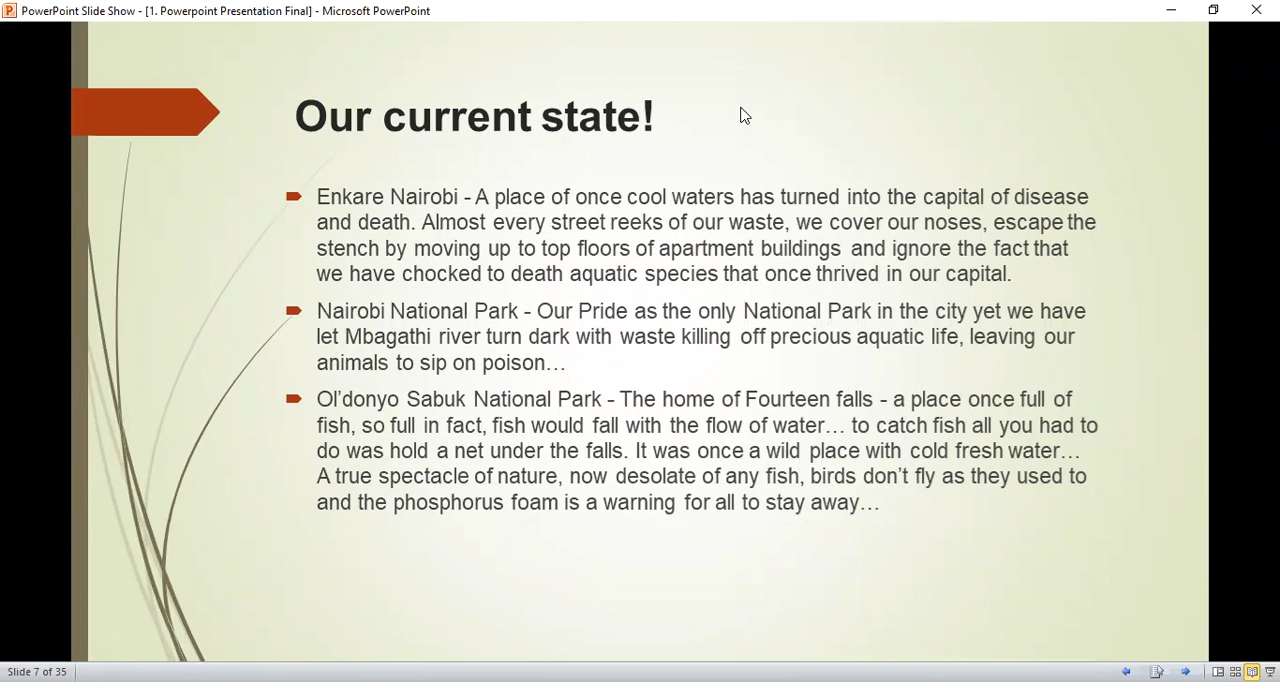 PowerPoint Slide Show - [1. Powerpoint Presentation Final] - Microsoft PowerPoint
Our current state!
Enkare Nairobi - A place of once cool waters has turned into the capital of disease
and death. Almost every street reeks of our waste, we cover our noses, escape the
stench by moving up to top floors of apartment buildings and ignore the fact that
we have chocked to death aquatic species that once thrived in our capital.
Nairobi National Park - Our Pride as the only National Park in the city yet we have
let Mbagathi river turn dark with waste killing off precious aquatic life, leaving our
animals to sip on poison…
Ol’donyo Sabuk National Park - The home of Fourteen falls - a place once full of
fish, so full in fact, fish would fall with the flow of water… to catch fish all you had to
do was hold a net under the falls. It was once a wild place with cold fresh water…
A true spectacle of nature, now desolate of any fish, birds don’t fly as they used to
and the phosphorus foam is a warning for all to stay away…
Slide 7 of 35